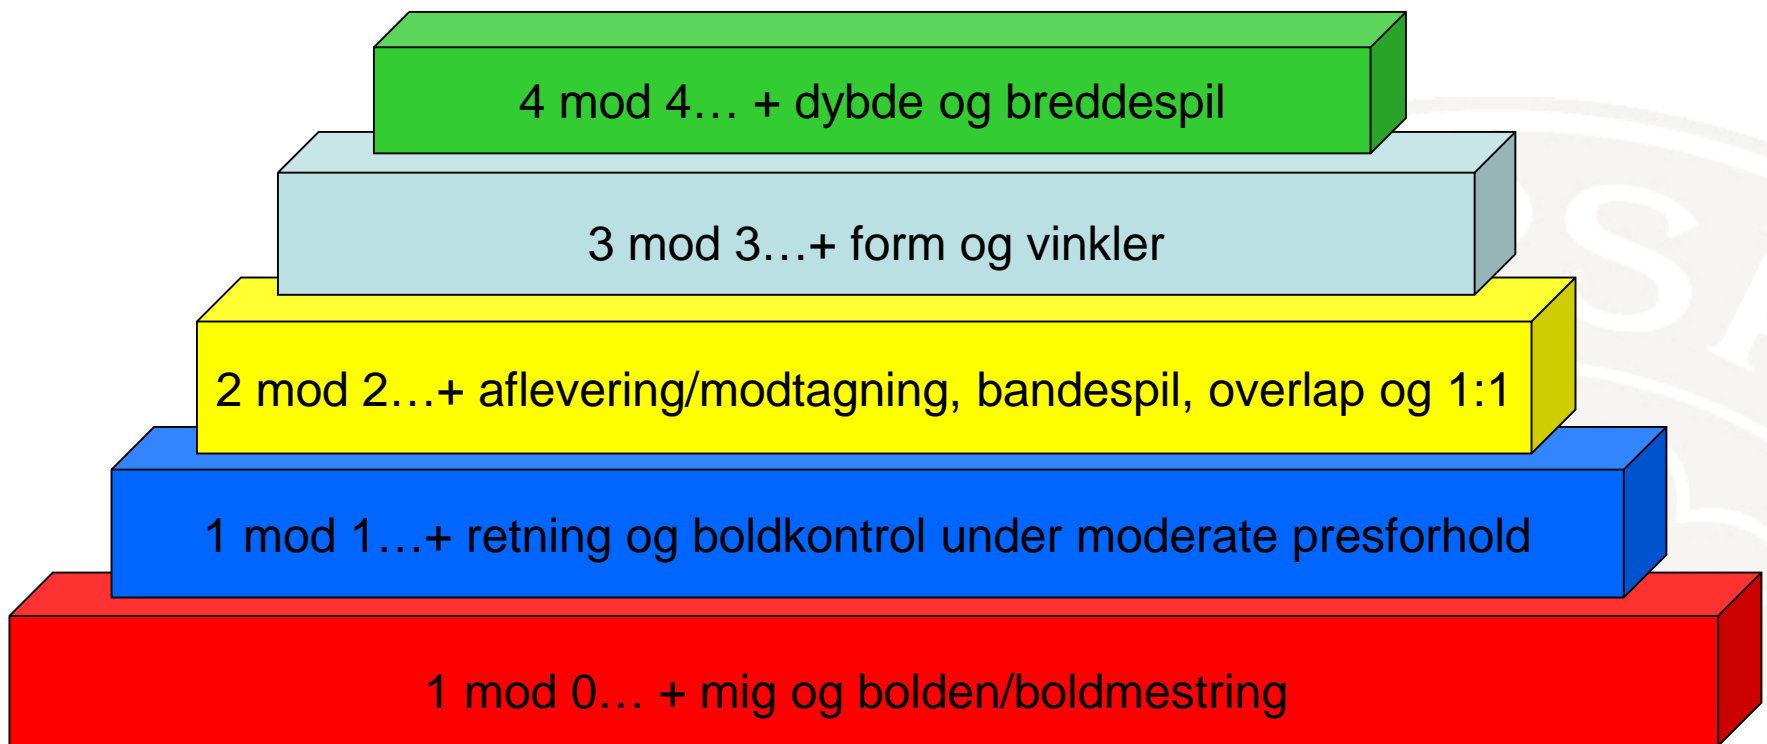 4 mod 4… + dybde og breddespil
3 mod 3…+ form og vinkler
2 mod 2…+ aflevering/modtagning, bandespil, overlap og 1:1
1 mod 1…+ retning og boldkontrol under moderate presforhold
1 mod 0… + mig og bolden/boldmestring